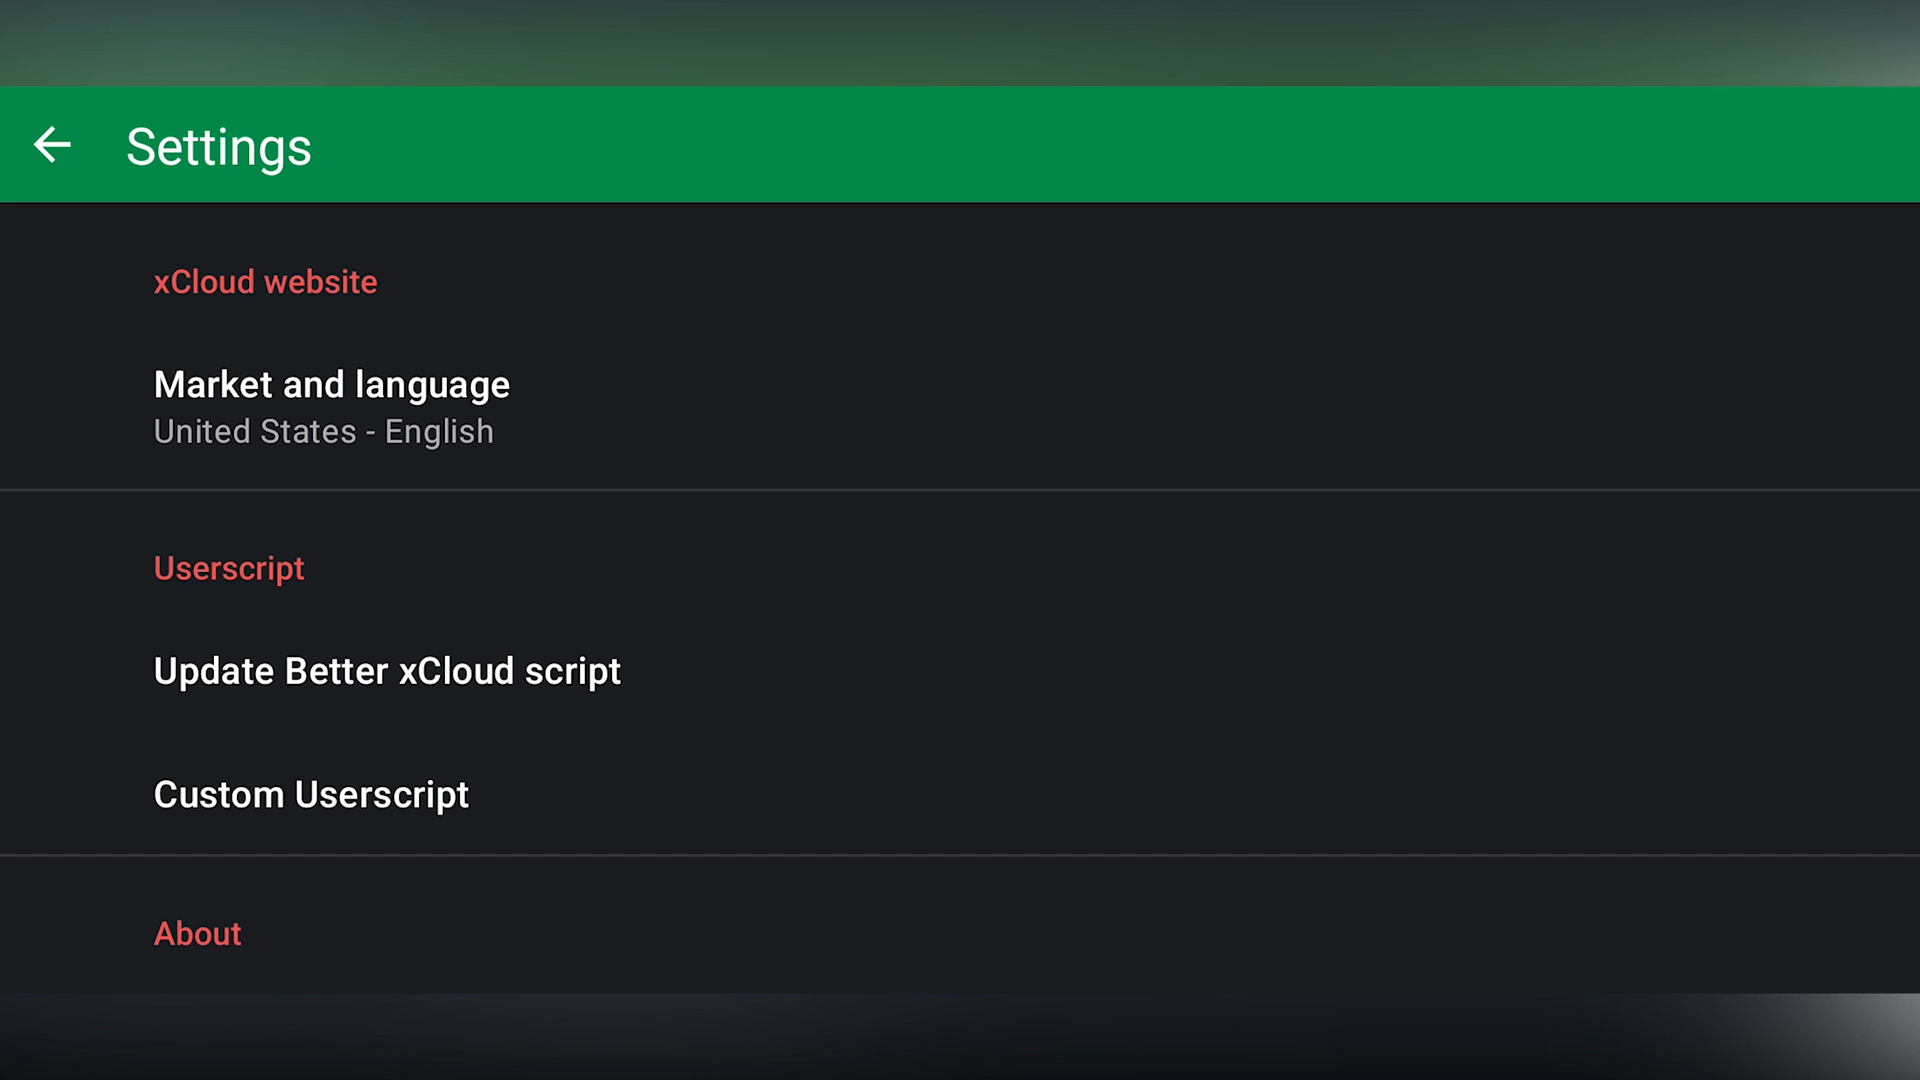 Settings
xCloud website
Market and language
United States - English
Userscript
Update Better xCloud script
Custom Userscript
About